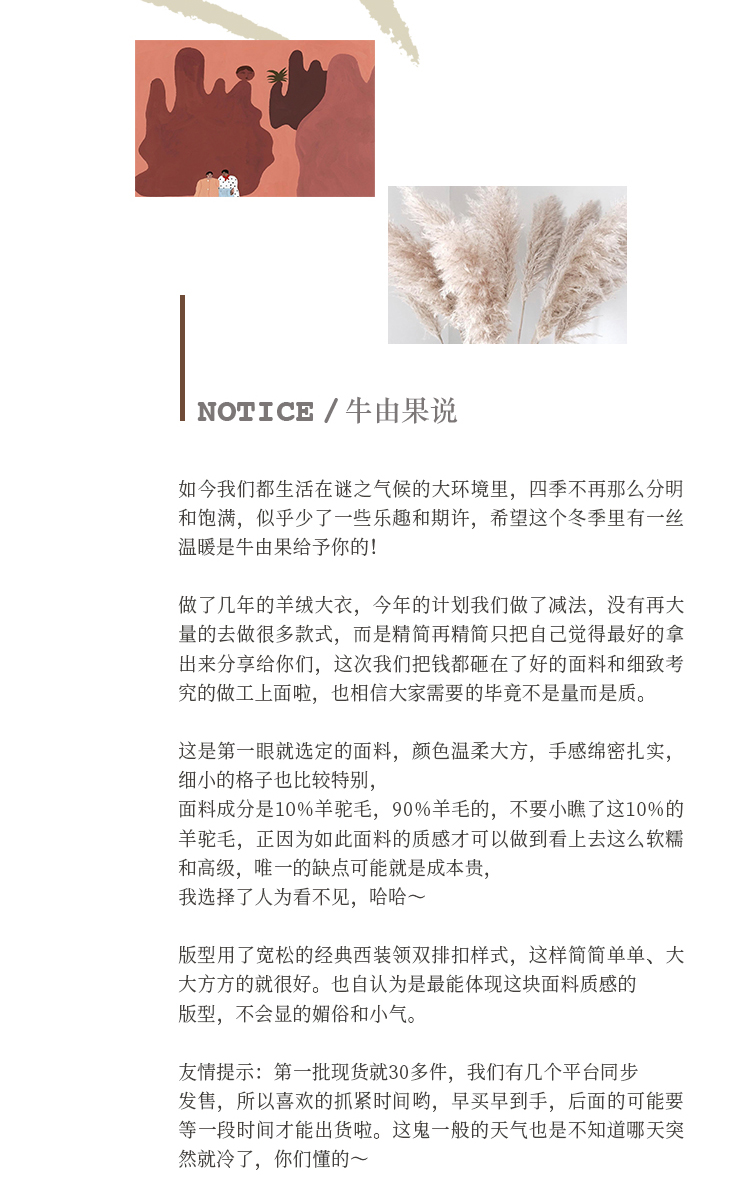 NOTICE / 牛由果说
如今我们都生活在谜之气候的大环境里，四季不再那么分明
和饱满，似乎少了一些乐趣和期许，希望这个冬季里有一丝
温暖是牛由果给予你的！
做了几年的羊绒大衣，今年的计划我们做了减法，没有再大
量的去做很多款式，而是精简再精简只把自己觉得最好的拿
出来分享给你们，这次我们把钱都砸在了好的面料和细致考
究的做工上面啦，也相信大家需要的毕竟不是量而是质。
这是第一眼就选定的面料，颜色温柔大方，手感绵密扎实，
细小的格子也比较特别，
面料成分是10%羊驼毛，90%羊毛的，不要小瞧了这10%的
羊驼毛，正因为如此面料的质感才可以做到看上去这么软糯
和高级，唯一的缺点可能就是成本贵，
我选择了人为看不见，哈哈～
版型用了宽松的经典西装领双排扣样式，这样简简单单、大
大方方的就很好。也自认为是最能体现这块面料质感的
版型，不会显的媚俗和小气。
友情提示：第一批现货就30多件，我们有几个平台同步
发售，所以喜欢的抓紧时间哟，早买早到手，后面的可能要
等一段时间才能出货啦。这鬼一般的天气也是不知道哪天突
然就冷了，你们懂的～